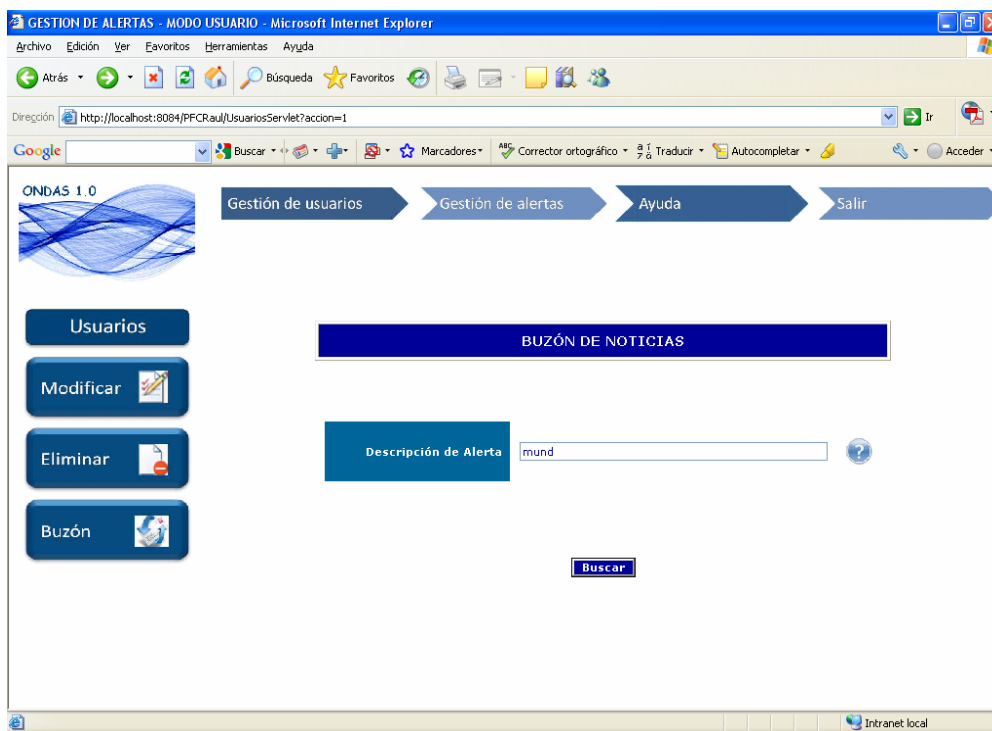 GESTION DE ALERTAS - MODO USUARIO - Microsoft Internet Explorer
Archivo Edición Ver Favoritos Herramientas Ayuda
Atrás Búsqueda Favoritos
Dirección http://localhost:8084/PFCRaul/UsuariosServlet?accion=1 Ir
Google Buscar Marcadores ABC Corrector ortográfico Traducir Autocompletar Acceder
ONDAS 1.0
Gestión de usuarios Gestión de alertas Ayuda Salir
Usuarios
BUZÓN DE NOTICIAS
Modificar
Descripción de Alerta mund ?
Eliminar
Buzón
Buscar
Intranet local